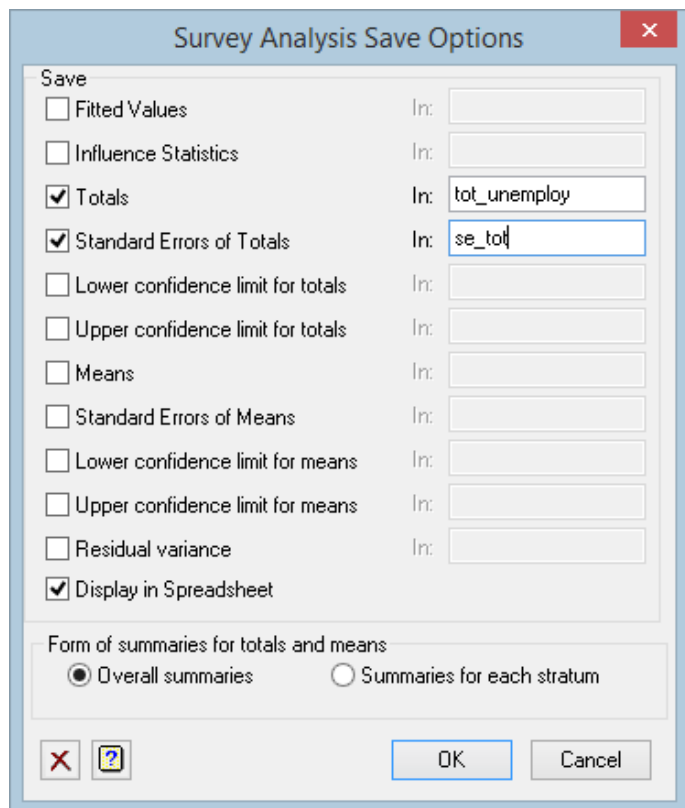 Survey Analysis Save Options
Save
Fitted Values In:
Influence Statistics In:
Totals In: tot_unemploy
Standard Errors of Totals In: se_tot
Lower confidence limit for totals In:
Upper confidence limit for totals In:
Means In:
Standard Errors of Means In:
Lower confidence limit for means In:
Upper confidence limit for means In:
Residual variance In:
Display in Spreadsheet
Form of summaries for totals and means
Overall summaries Summaries for each stratum
OK Cancel